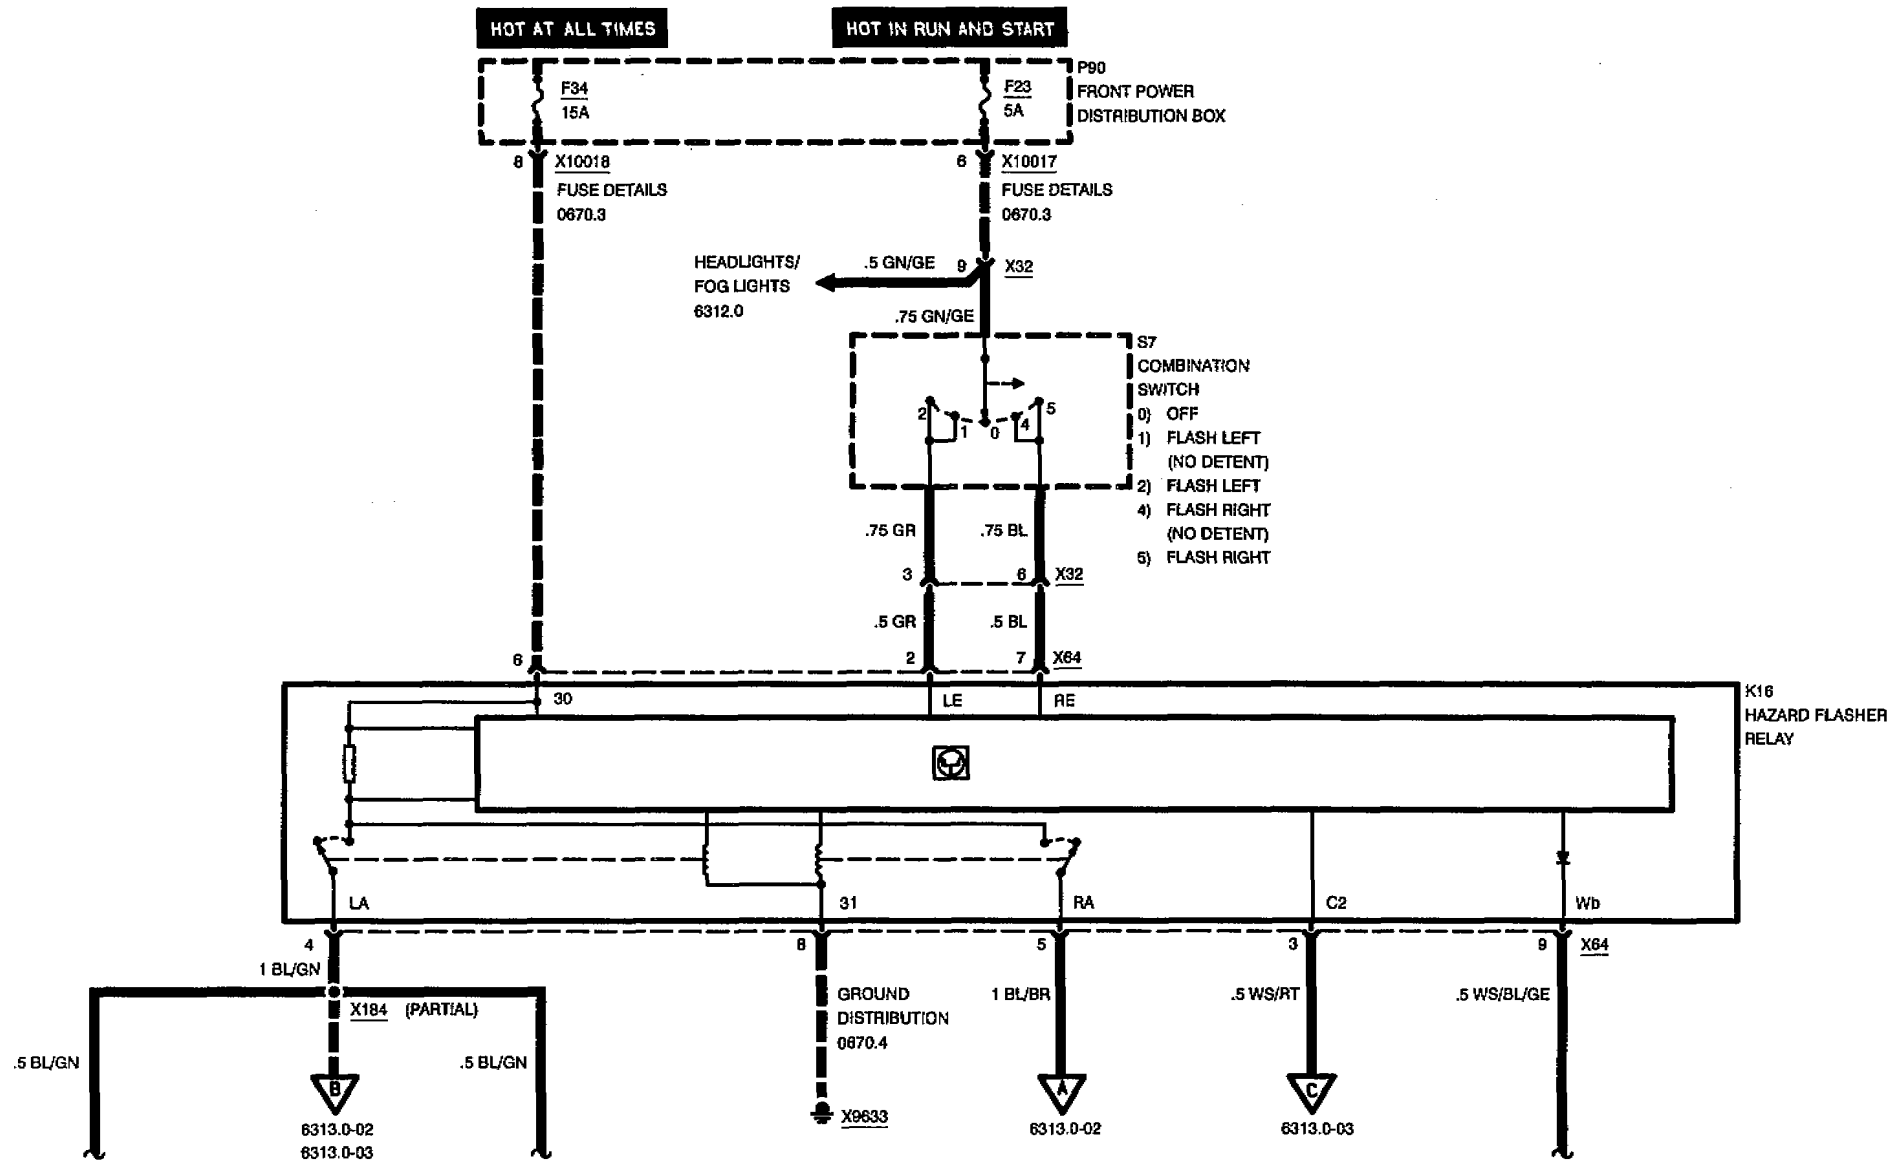 HOT AT ALL TIMES
HOT IN RUN AND START
F34
15A
F23
5A
P90
FRONT POWER
DISTRIBUTION BOX
8
X10018
FUSE DETAILS
0670.3
6
X10017
FUSE DETAILS
0670.3
HEADLIGHTS/
FOG LIGHTS
6312.0
.5 GN/GE
9
X32
.75 GN/GE
S7
COMBINATION
SWITCH
0) OFF
1) FLASH LEFT
(NO DETENT)
2) FLASH LEFT
4) FLASH RIGHT
(NO DETENT)
5) FLASH RIGHT
2
1
0
4
5
.75 GR
.75 BL
3
6
X32
.5 GR
.5 BL
6
2
7
X64
30
LE
RE
K16
HAZARD FLASHER
RELAY
LA
31
RA
C2
Wb
4
8
5
3
9
X64
1 BL/GN
X184
(PARTIAL)
GROUND
DISTRIBUTION
0670.4
1 BL/BR
.5 WS/RT
.5 WS/BL/GE
.5 BL/GN
.5 BL/GN
B
A
C
X9633
6313.0-02
6313.0-03
6313.0-02
6313.0-03